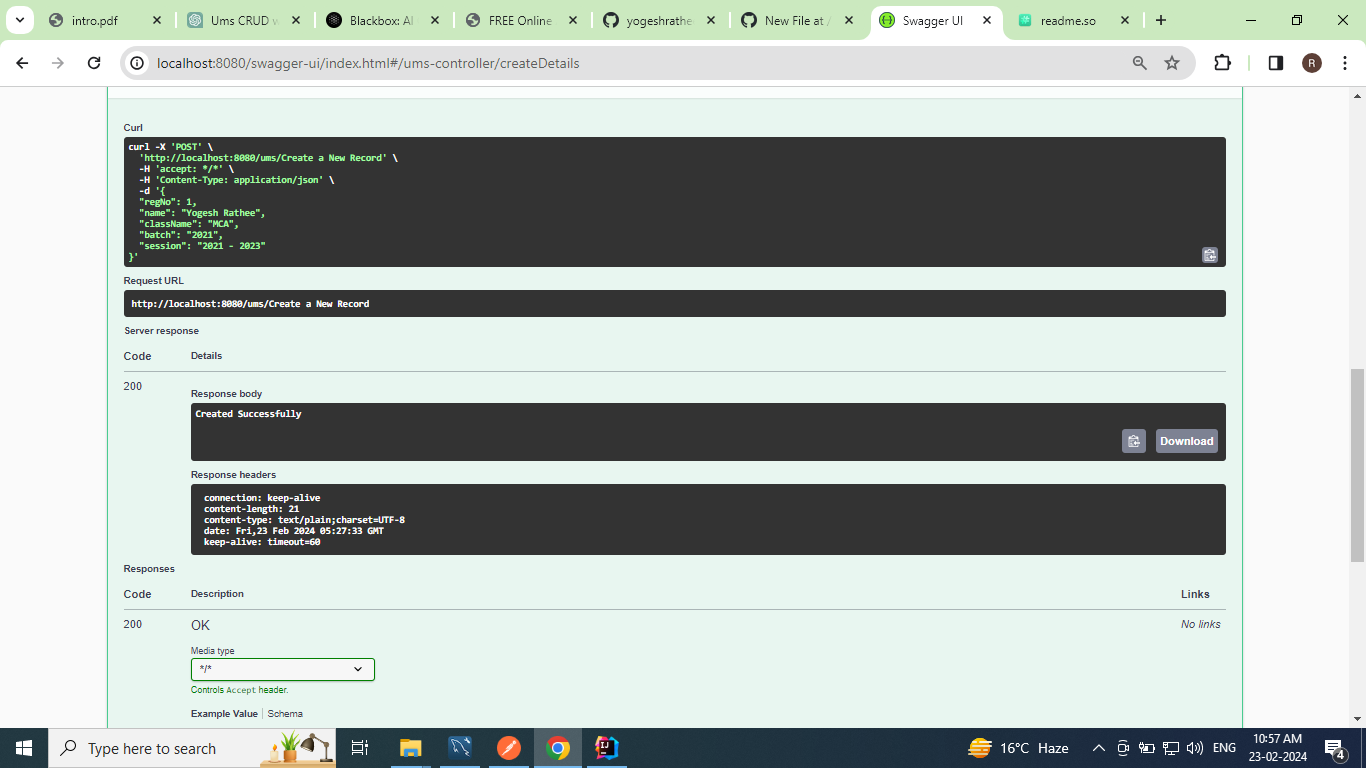 intro.pdf
Ums CRUD w
Blackbox: AI
FREE Online
yogeshrathe
New File at /
Swagger UI
readme.so
localhost:8080/swagger-ui/index.html#/ums-controller/createDetails
R
Curl
curl -X 'POST' \
'http://localhost:8080/ums/Create a New Record' \
-H 'accept: */*' \
-H 'Content-Type: application/json' \
-d '{
"regNo": 1,
"name": "Yogesh Rathee",
"className": "MCA",
"batch": "2021",
"session": "2021 - 2023"
}'
Request URL
http://localhost:8080/ums/Create a New Record
Server response
Code Details
200
Response body
Created Successfully
Download
Response headers
connection: keep-alive
content-length: 21
content-type: text/plain;charset=UTF-8
date: Fri,23 Feb 2024 05:27:33 GMT
keep-alive: timeout=60
Responses
Code Description Links
200 OK No links
Media type
*/*
Controls Accept header.
Example Value Schema
Type here to search
16°C Haze
ENG
10:57 AM
23-02-2024
4